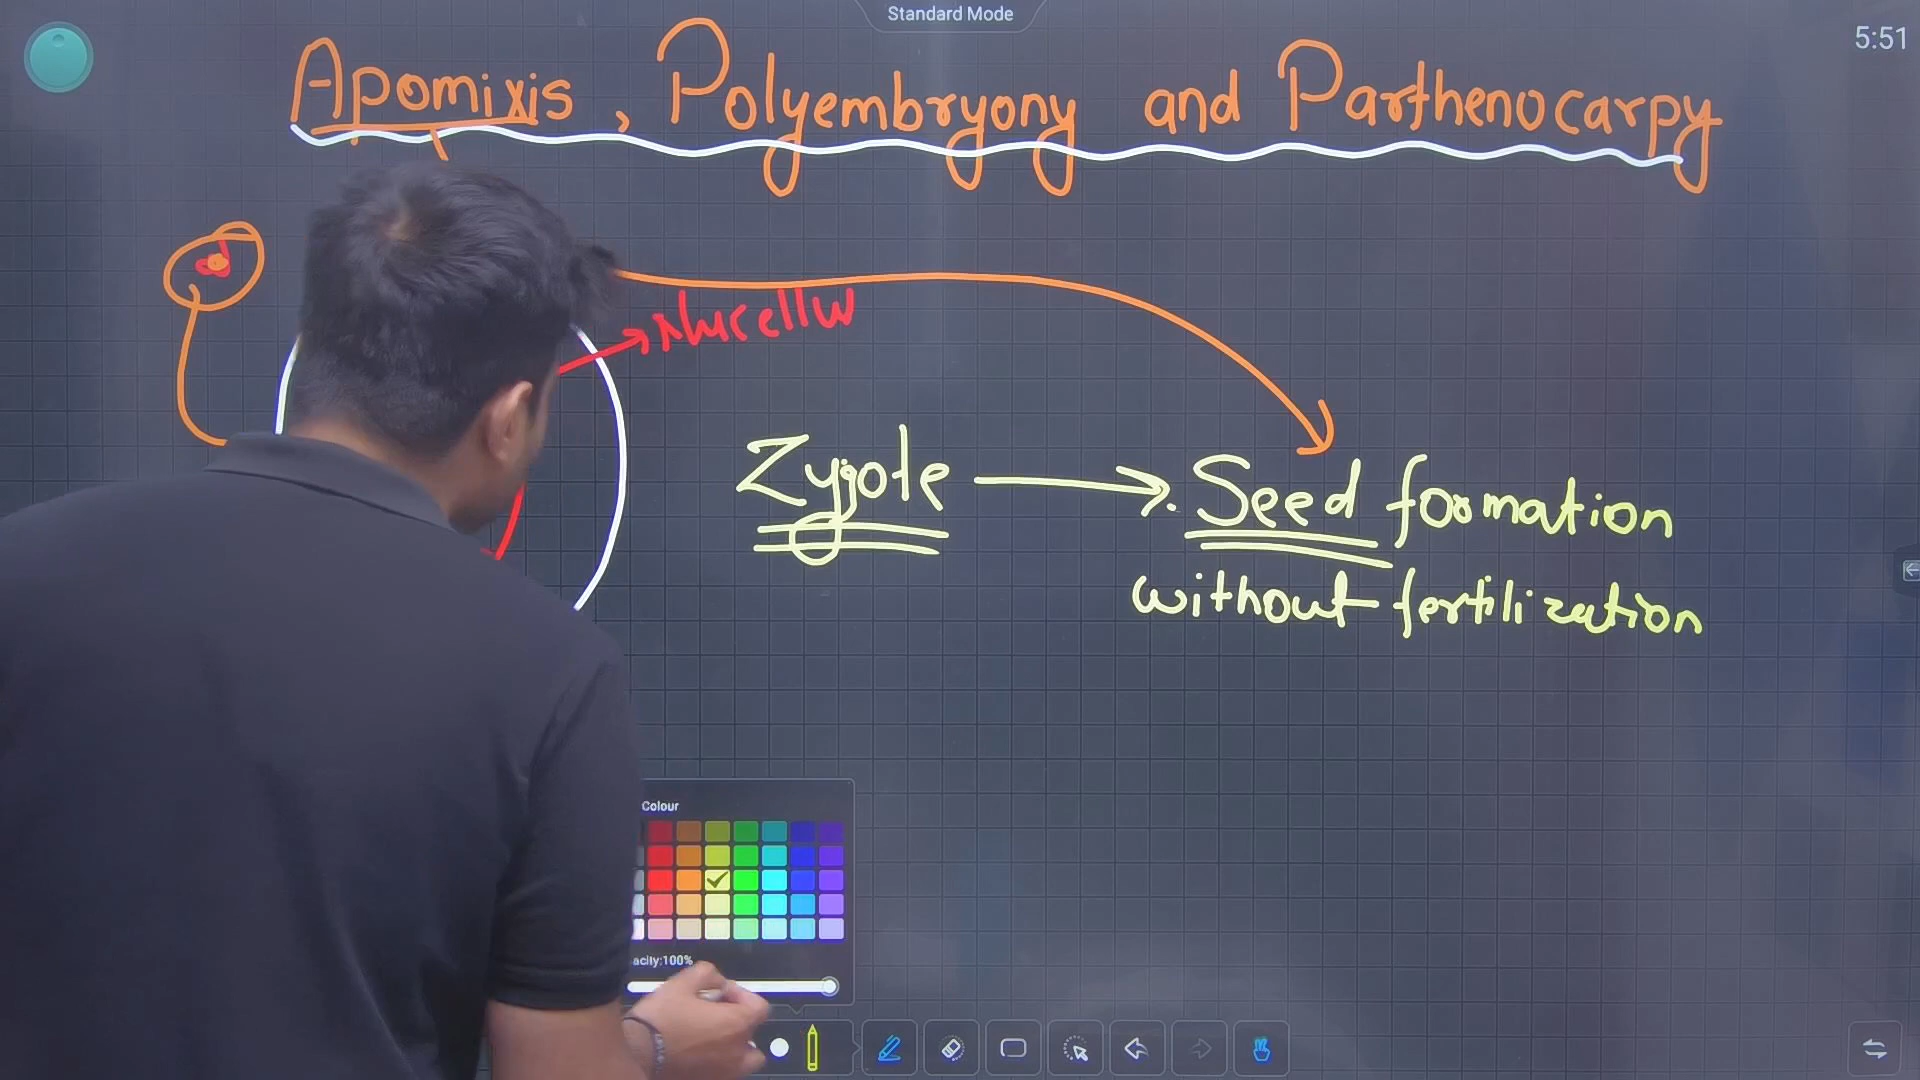 Standard Mode
5:51
Apomixis, Polyembryony and Parthenocarpy
Nucellus
Zygote → Seed formation
without fertilization
Colour
acity:100%